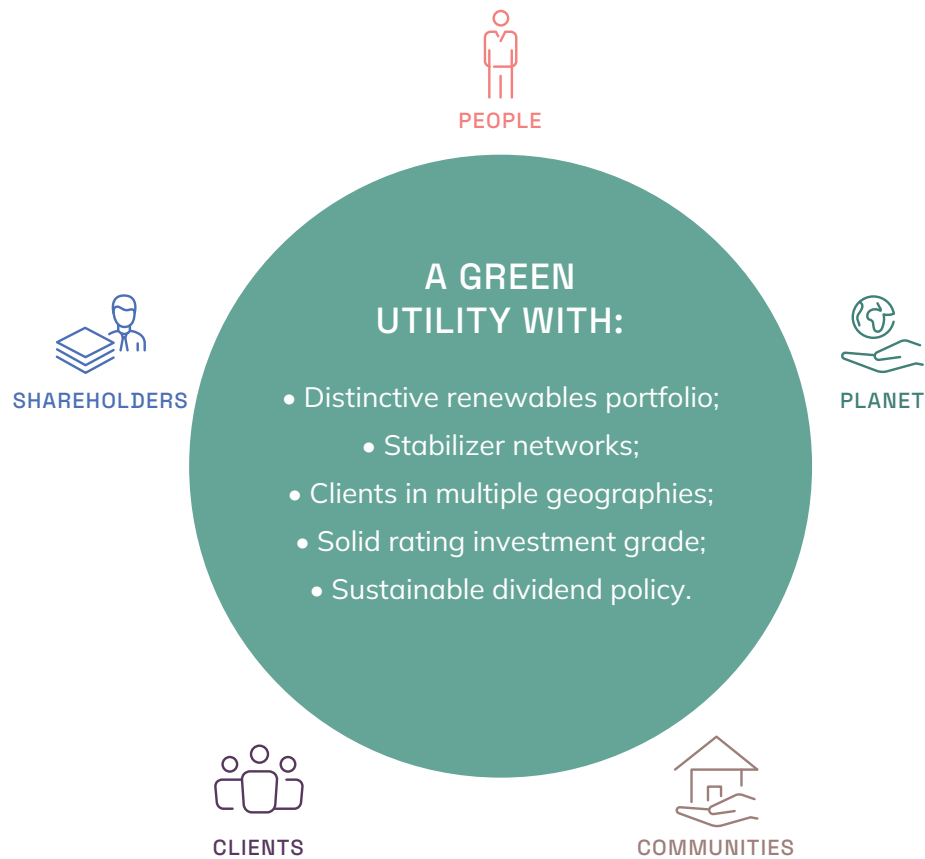 PEOPLE
A GREEN
UTILITY WITH:
SHAREHOLDERS
PLANET
• Distinctive renewables portfolio;
• Stabilizer networks;
• Clients in multiple geographies;
• Solid rating investment grade;
• Sustainable dividend policy.
CLIENTS
COMMUNITIES